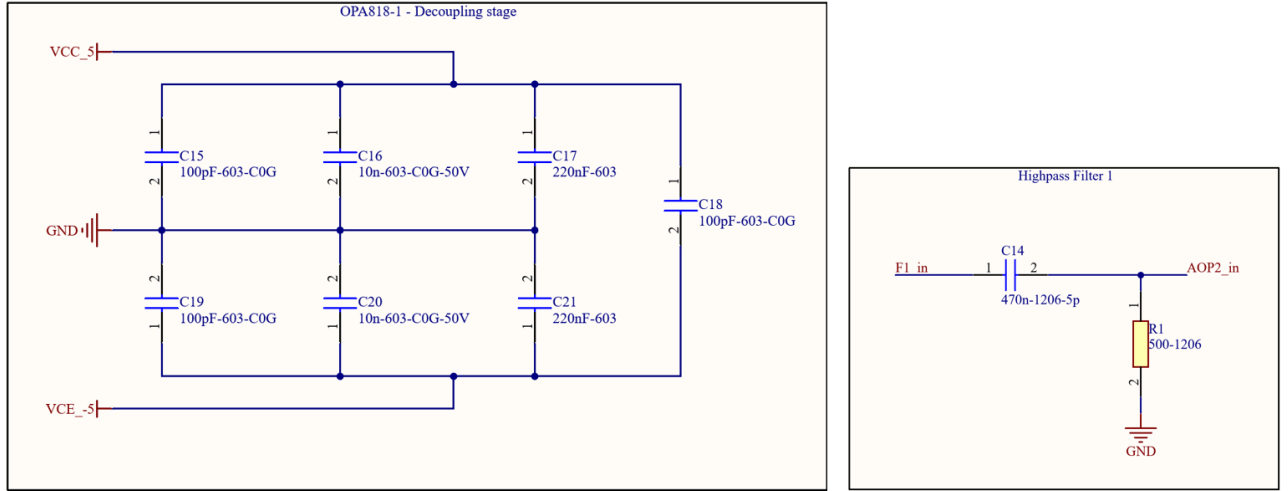 OPA818-1 - Decoupling stage
VCC_5
1
1
1
C15
C16
C17
100pF-603-C0G
10n-603-C0G-50V
220nF-603
2
2
2
1
C18
100pF-603-C0G
2
GND
2
2
2
C19
C20
C21
100pF-603-C0G
10n-603-C0G-50V
220nF-603
1
1
1
VCE_-5
Highpass Filter 1
C14
F1_in
1
2
AOP2_in
470n-1206-5p
1
R1
500-1206
2
GND